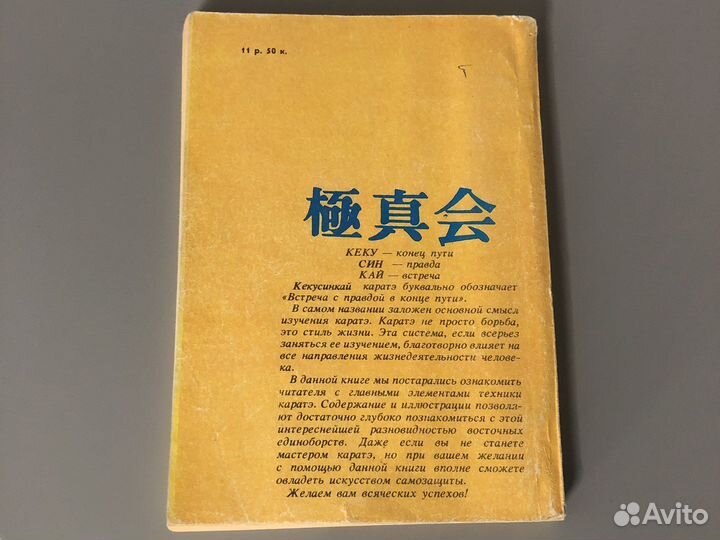 11 р. 50 к.
極真会
КЕКУ — конец пути
СИН — правда
КАЙ — встреча
Кекусинкай каратэ буквально обозначает
«Встреча с правдой в конце пути».
В самом названии заложен основной смысл
изучения каратэ. Каратэ не просто борьба,
это стиль жизни. Эта система, если всерьез
заняться ее изучением, благотворно влияет на
все направления жизнедеятельности челове-
ка.
В данной книге мы постарались ознакомить
читателя с главными элементами техники
каратэ. Содержание и иллюстрации позволя-
ют достаточно глубоко познакомиться с этой
интереснейшей разновидностью восточных
единоборств. Даже если вы не станете
мастером каратэ, но при вашем желании
с помощью данной книги вполне сможете
овладеть искусством самозащиты.
Желаем вам всяческих успехов!
Avito